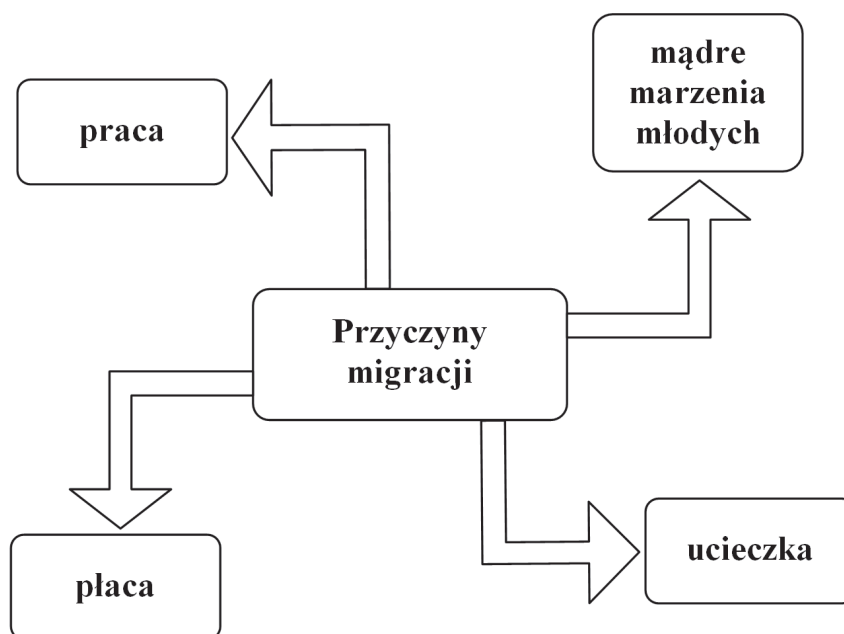 mądre
marzenia
młodych
praca
Przyczyny
migracji
ucieczka
płaca